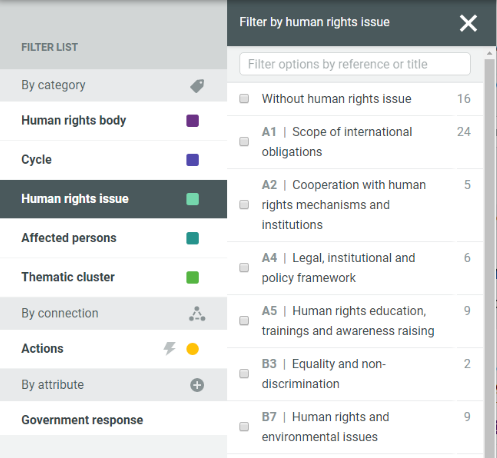 FILTER LIST
By category
Human rights body
Cycle
Human rights issue
Affected persons
Thematic cluster
By connection
Actions
By attribute
Government response
Filter by human rights issue
Filter options by reference or title
Without human rights issue 16
A1 | Scope of international 24
obligations
A2 | Cooperation with human 5
rights mechanisms and
institutions
A4 | Legal, institutional and 6
policy framework
A5 | Human rights education, 9
trainings and awareness raising
B3 | Equality and non- 2
discrimination
B7 | Human rights and 9
environmental issues